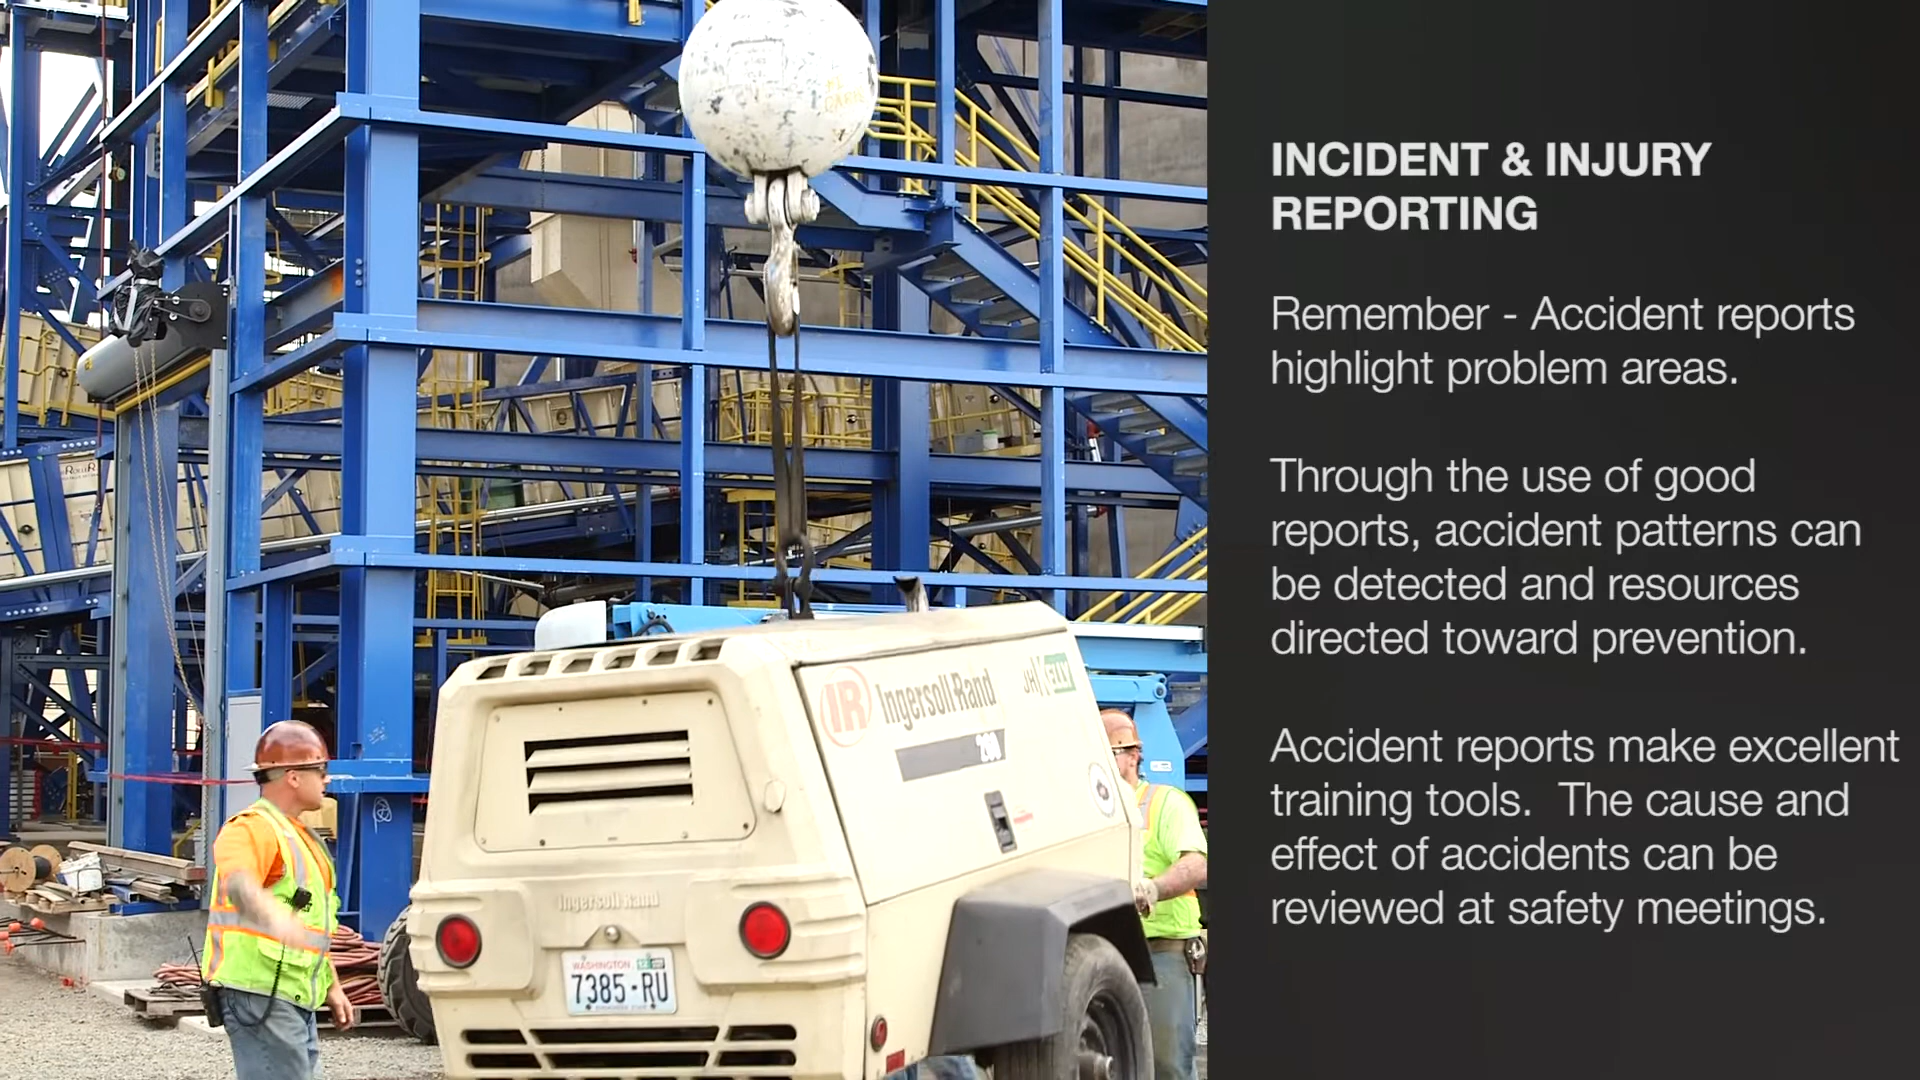 INCIDENT & INJURY
REPORTING
Remember - Accident reports
highlight problem areas.
Through the use of good
reports, accident patterns can
be detected and resources
directed toward prevention.
Accident reports make excellent
training tools.  The cause and
effect of accidents can be
reviewed at safety meetings.
IR Ingersoll-Rand
Ingersoll-Rand
WASHINGTON
7385-RU